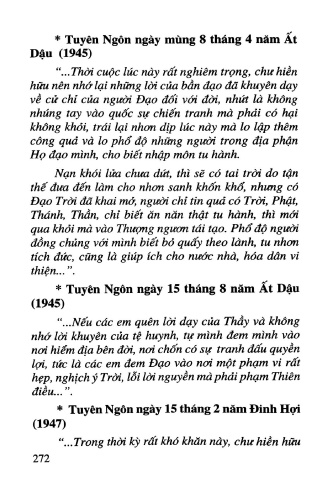 * Tuyên Ngôn ngày mùng 8 tháng 4 năm Ất
Dậu (1945)
“...Thời cuộc lúc này rất nghiêm trọng, chư hiền
hữu nên nhớ lại những lời của bần đạo đã khuyên dạy
về cử chỉ của người Đạo đối với đời, nhứt là không
nhúng tay vào quốc sự chiến tranh mà phải có hại
không khỏi, trái lại nhơn dịp lúc này mà lo lập thêm
công quả và lo phổ độ những người trong địa phận
Họ đạo mình, cho biết nhập môn tu hành.
Nạn khói lửa chưa dứt, thì sẽ có tai trời do tận
thế đưa đến làm cho nhơn sanh khốn khổ, nhưng có
Đạo Trời đã khai mở, người chỉ tin quả có Trời, Phật,
Thánh, Thần, chỉ biết ăn năn thật tu hành, thì mới
qua khỏi mà vào Thượng ngươn tái tạo. Phổ độ người
đồng chủng với mình biết bỏ quấy theo lành, tu nhơn
tích đức, cũng là giúp ích cho nước nhà, hóa dân vi
thiện...”.
* Tuyên Ngôn ngày 15 tháng 8 năm Ất Dậu
(1945)
“...Nếu các em quên lời dạy của Thầy và không
nhớ lời khuyên của tệ huynh, tự mình đem mình vào
nơi hiểm địa bên đời, nơi chốn có sự tranh đấu quyền
lợi, tức là các em đem Đạo vào nơi một phạm vi rất
hẹp, nghịch ý Trời, lỗi lời nguyền mà phải phạm Thiên
điều...”.
* Tuyên Ngôn ngày 15 tháng 2 năm Đinh Hợi
(1947)
“...Trong thời kỳ rất khó khăn này, chư hiền hữu
272